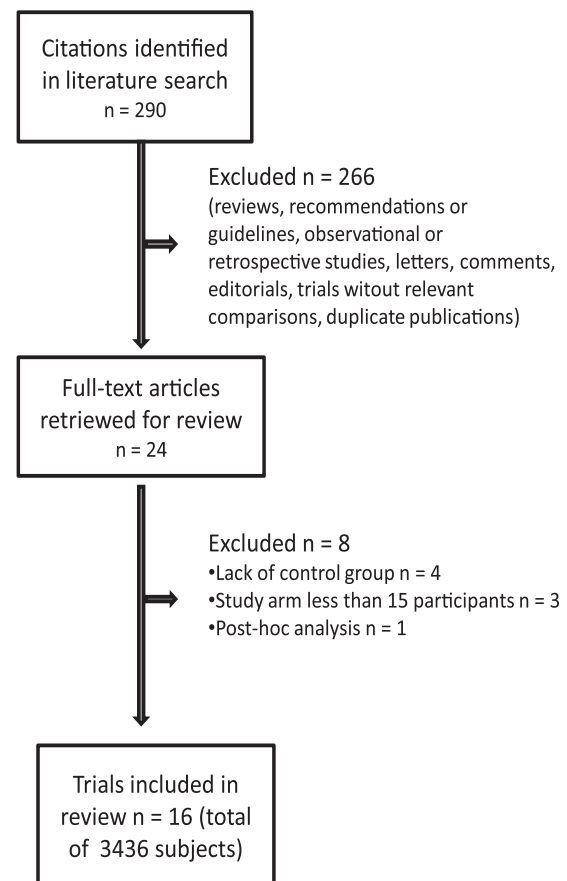 Citations identified
in literature search
n = 290
Excluded n = 266
(reviews, recommendations or
guidelines, observational or
retrospective studies, letters, comments,
editorials, trials witout relevant
comparisons, duplicate publications)
Full-text articles
retrieved for review
n = 24
Excluded n = 8
•Lack of control group n = 4
•Study arm less than 15 participants n = 3
•Post-hoc analysis n = 1
Trials included in
review n = 16 (total
of 3436 subjects)